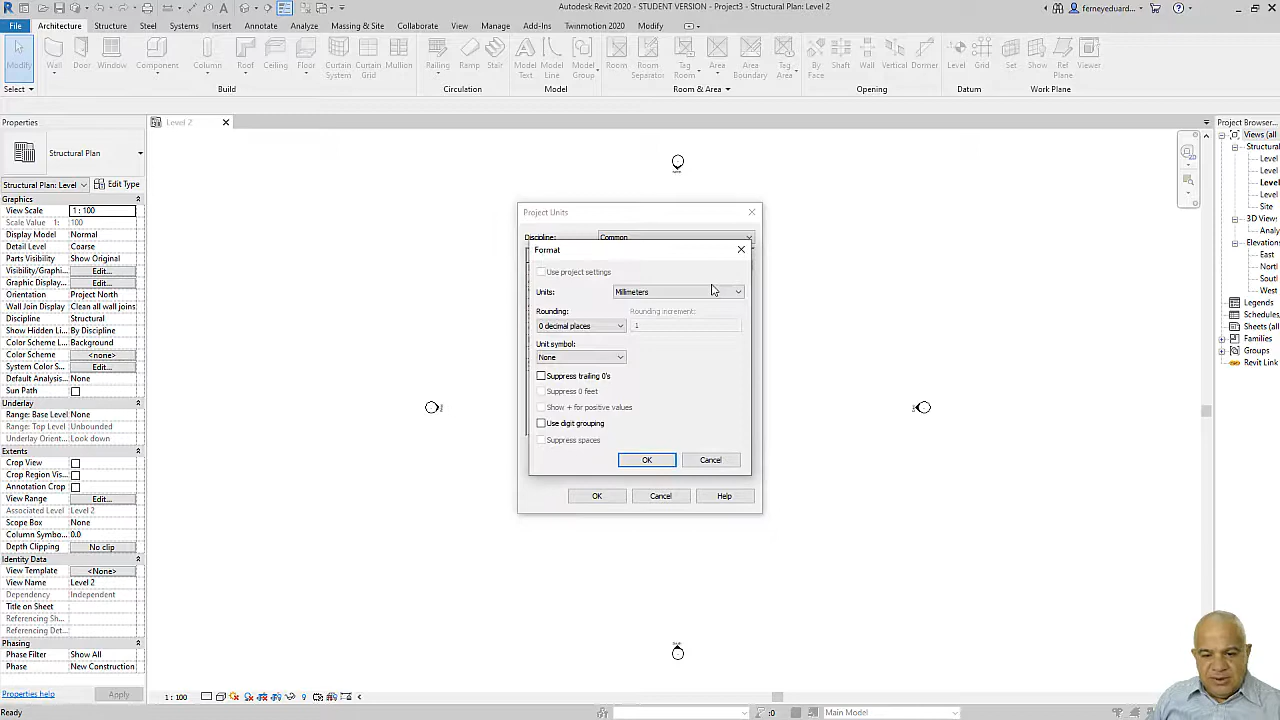 Autodesk Revit 2020 - STUDENT VERSION - Project3 - Structural Plan: Level 2
ferneyeduard...
File Architecture Structure Steel Systems Insert Annotate Analyze Massing & Site Collaborate View Manage Add-Ins Twinmotion 2020 Modify
Modify Wall Door Window Component Column Roof Ceiling Floor Curtain System Curtain Grid Mullion Railing Ramp Stair Model Text Model Line Model Group Room Room Separator Tag Room Area Area Boundary Tag Area By Face Shaft Wall Vertical Dormer Level Grid Set Show Ref Plane Viewer
Select Build Circulation Model Room & Area Opening Datum Work Plane
Properties
Level 2
Project Browser...
Structural Plan
Structural Plan: Level
Edit Type
Graphics
View Scale 1 : 100
Scale Value 1: 100
Display Model Normal
Detail Level Coarse
Parts Visibility Show Original
Visibility/Graphi... Edit...
Graphic Display... Edit...
Orientation Project North
Wall Join Display Clean all wall joins
Discipline Structural
Show Hidden Li... By Discipline
Color Scheme L... Background
Color Scheme <none>
System Color S... Edit...
Default Analysis... None
Sun Path
Underlay
Range: Base Level None
Range: Top Level Unbounded
Underlay Orient... Look down
Extents
Crop View
Crop Region Vis...
Annotation Crop
View Range Edit...
Associated Level Level 2
Scope Box None
Column Symbo... 0.0
Depth Clipping No clip
Identity Data
View Template <None>
View Name Level 2
Dependency Independent
Title on Sheet
Referencing Sh...
Referencing Det...
Phasing
Phase Filter Show All
Phase New Construction
Properties help
Apply
Project Units
Discipline: Common
Format
Use project settings
Units: Millimeters
Rounding: Rounding increment:
0 decimal places 1
Unit symbol:
None
Suppress trailing 0's
Suppress 0 feet
Show + for positive values
Use digit grouping
Suppress spaces
OK Cancel
OK Cancel Help
Views (all
Structural
Level
Level
Level
Level
Site
3D Views
Analy
Elevations
East
North
South
West
Legends
Schedules
Sheets (all
Families
Groups
Revit Link
1 : 100
Ready
:0
Main Model